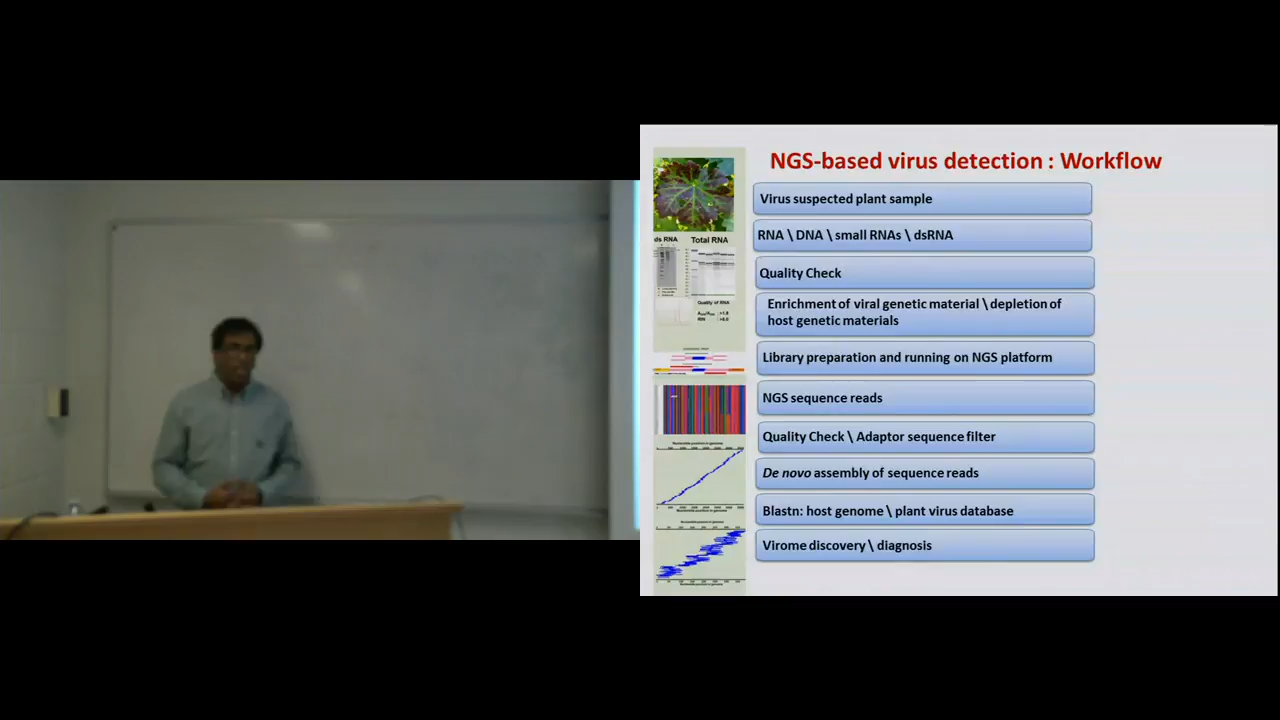 NGS-based virus detection : Workflow
Virus suspected plant sample
ds RNA Total RNA
RNA \ DNA \ small RNAs \ dsRNA
Quality Check
Quality of RNA
Enrichment of viral genetic material \ depletion of
host genetic materials
Library preparation and running on NGS platform
NGS sequence reads
Quality Check \ Adaptor sequence filter
De novo assembly of sequence reads
Blastn: host genome \ plant virus database
Virome discovery \ diagnosis